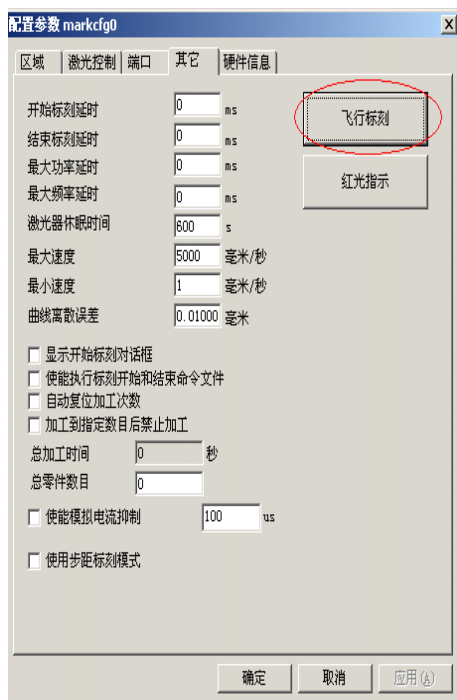 配置参数 markcfg0
区域 激光控制 端口 其它 硬件信息
开始标刻延时 0 ms
飞行标刻
结束标刻延时 0 ms
最大功率延时 0 ms
红光指示
最大频率延时 0 ms
激光器休眠时间 600 s
最大速度 5000 毫米/秒
最小速度 1 毫米/秒
曲线离散误差 0.01000 毫米
显示开始标刻对话框
使能执行标刻开始和结束命令文件
自动复位加工次数
加工到指定数目后禁止加工
总加工时间 0 秒
总零件数目 0
使能模拟电流抑制 100 us
使用步距标刻模式
确定 取消 应用(A)